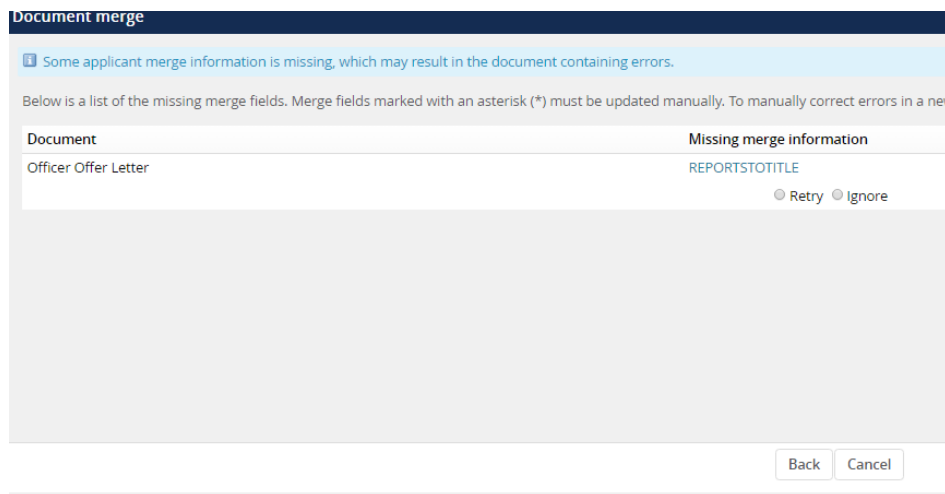 Document merge
Some applicant merge information is missing, which may result in the document containing errors.
Below is a list of the missing merge fields. Merge fields marked with an asterisk (*) must be updated manually. To manually correct errors in a
Document Missing merge information
Officer Offer Letter REPORTSTOTITLE
Retry Ignore
Back Cancel